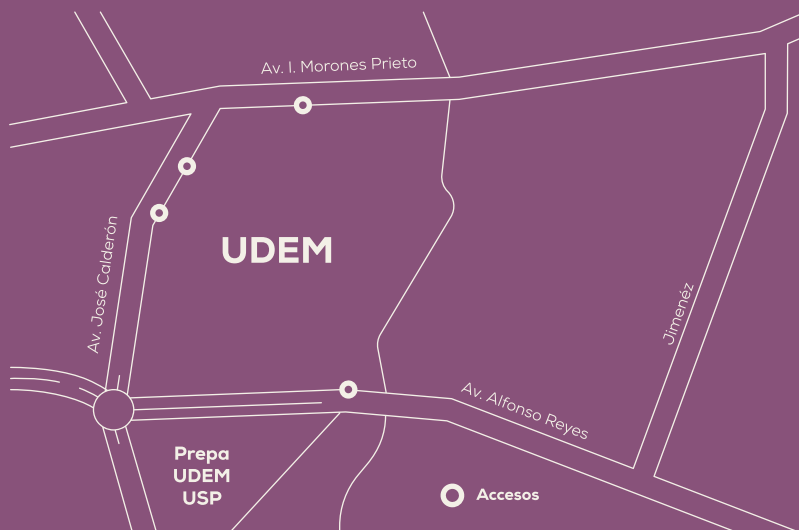 Av. I. Morones Prieto
UDEM
Av. José Calderón
Jimenéz
Av. Alfonso Reyes
Prepa
UDEM
USP
Accesos